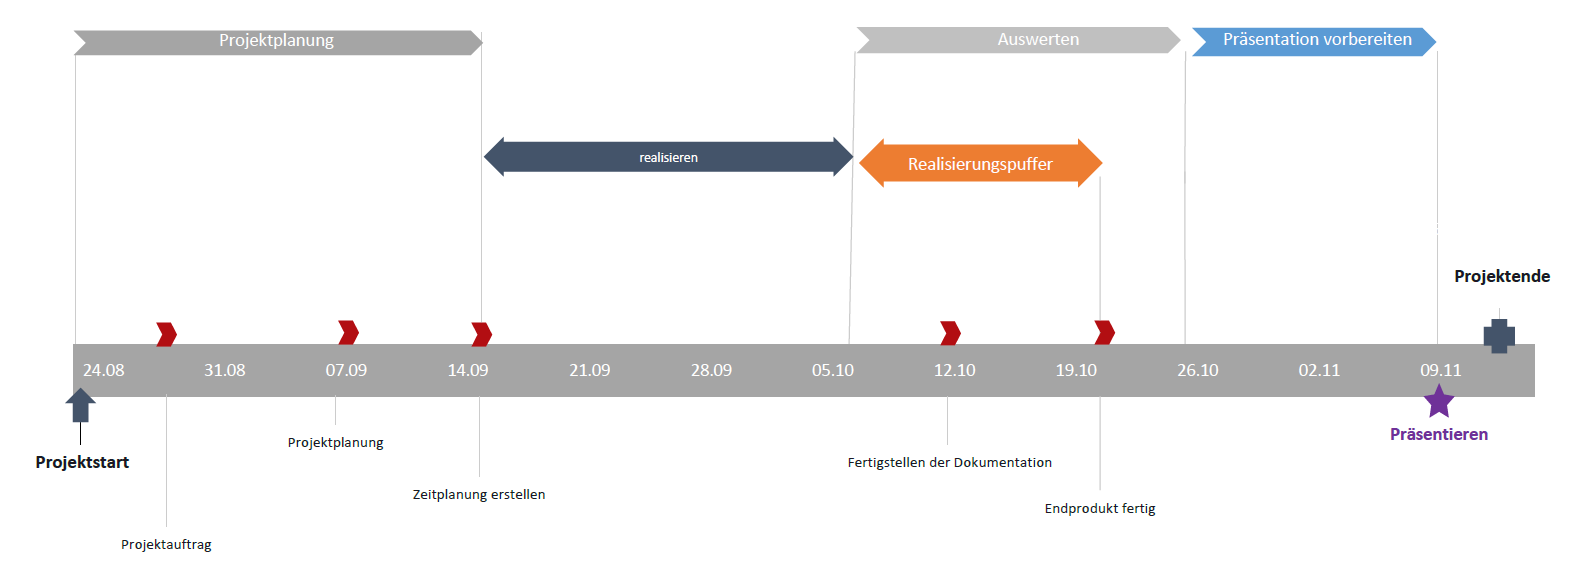 Projektplanung
Auswerten
Präsentation vorbereiten
realisieren
Realisierungspuffer
Projektende
24.08 31.08 07.09 14.09 21.09 28.09 05.10 12.10 19.10 26.10 02.11 09.11
Projektstart
Projektplanung
Fertigstellen der Dokumentation
Präsentieren
Zeitplanung erstellen
Endprodukt fertig
Projektauftrag